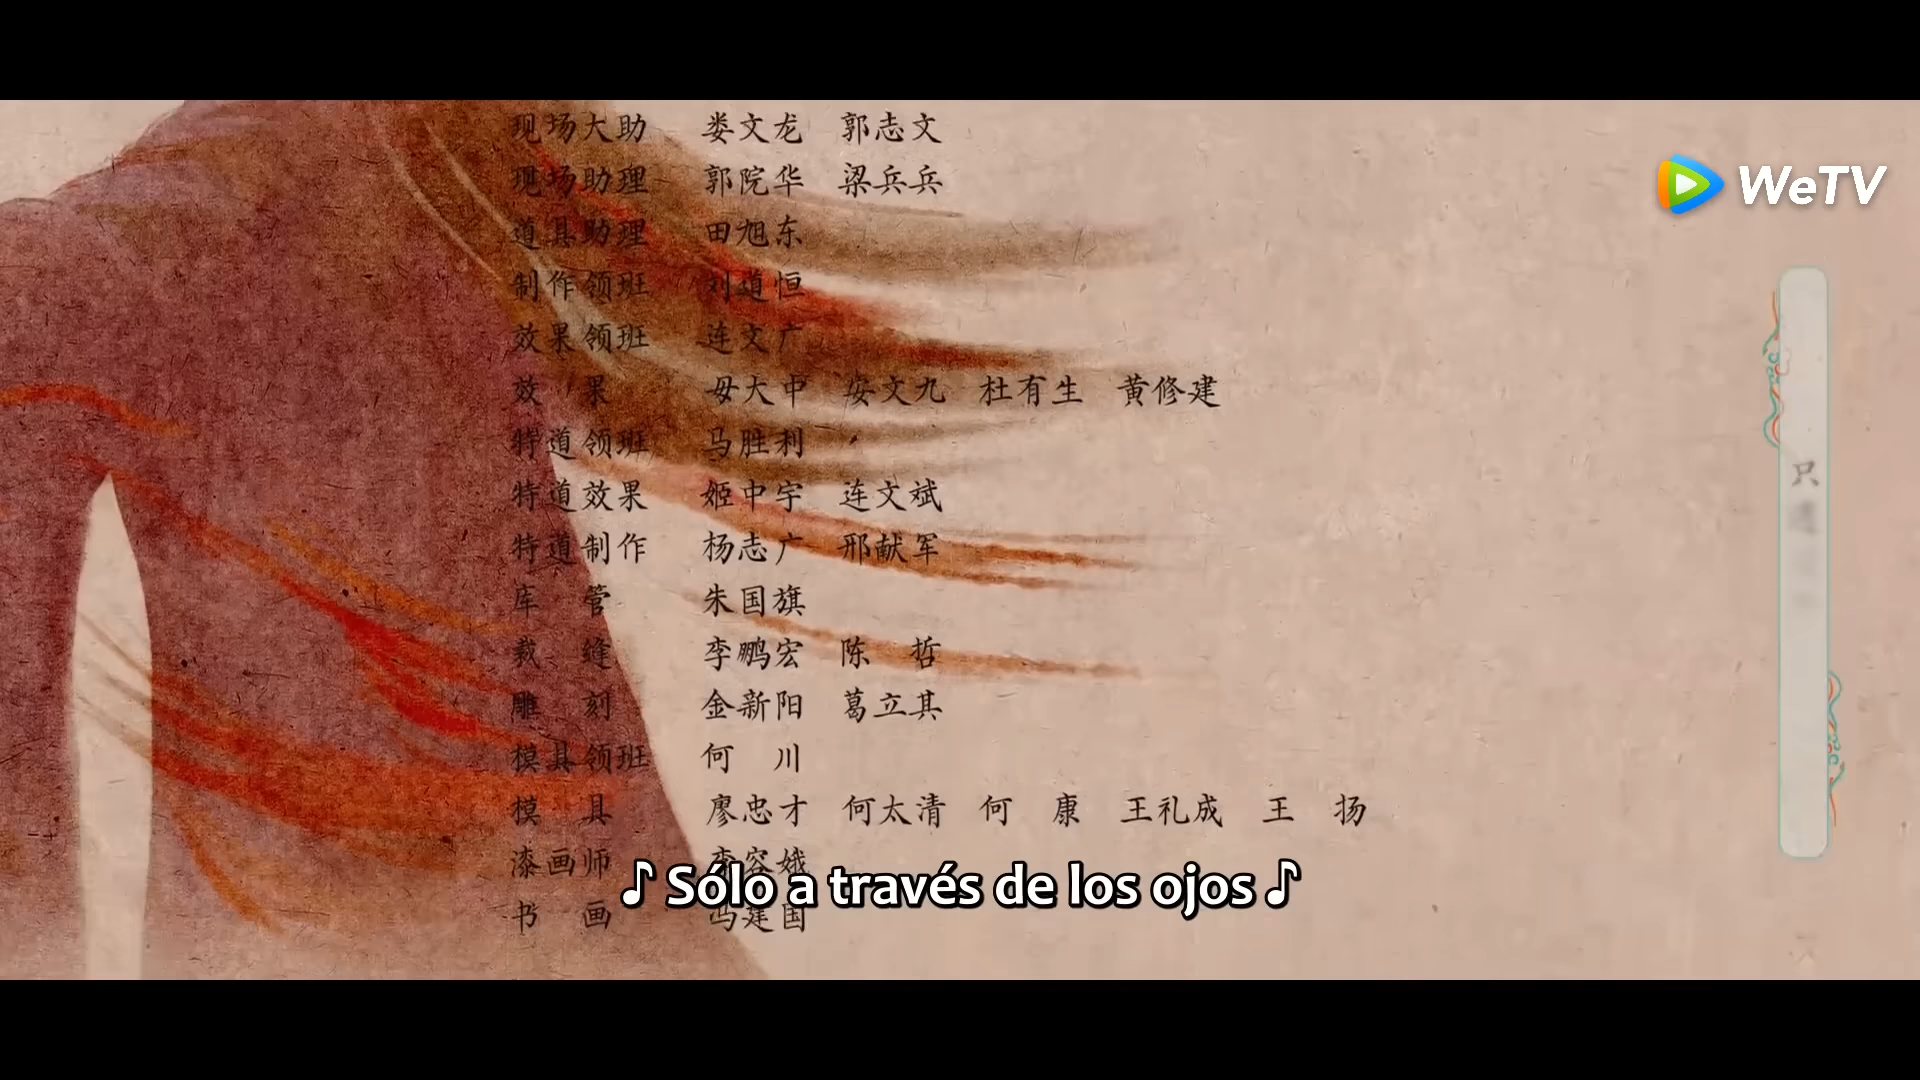 现场大助 娄文龙 郭志文
现场助理 郭院华 梁兵兵
道具助理 田旭东
制作领班 刘道恒
效果领班 连文广
效果 毋大中 安文九 杜有生 黄修建
特道领班 马胜利
特道效果 姬中宇 连文斌
特道制作 杨志广 邢献军
库管 朱国旗
裁缝 李鹏宏 陈哲
雕刻 金新阳 葛立其
模具领班 何川
模具 廖忠才 何太清 何康 王礼成 王扬
漆画师 李容娥
书画 冯建国
♪ Sólo a través de los ojos ♪
WeTV
只